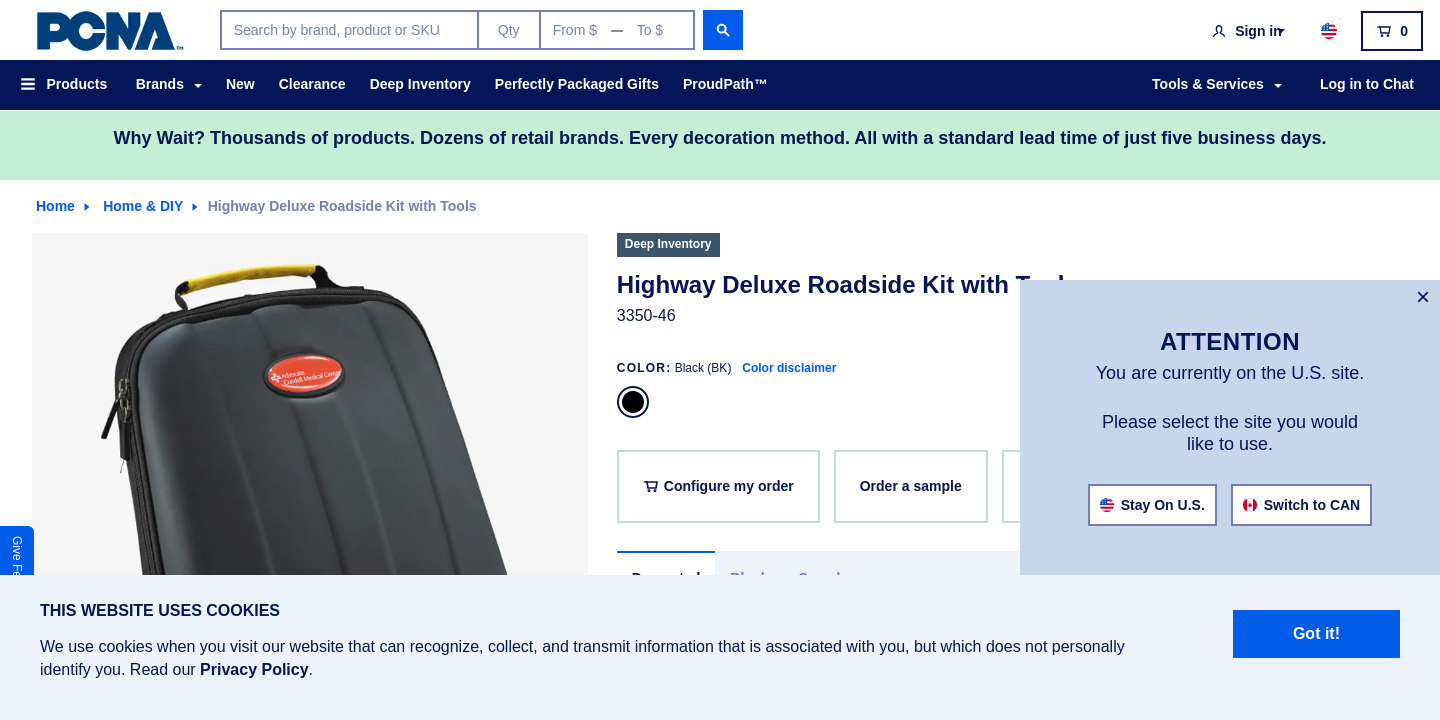 PCNA™
Search by brand, product or SKU
Qty
From $ — To $
Sign in
0
Products
Brands
New
Clearance
Deep Inventory
Perfectly Packaged Gifts
ProudPath™
Tools & Services
Log in to Chat
Why Wait? Thousands of products. Dozens of retail brands. Every decoration method. All with a standard lead time of just five business days.
Home
Home & DIY
Highway Deluxe Roadside Kit with Tools
Advocate
Condell Medical Center
Deep Inventory
Highway Deluxe Roadside Kit with
3350-46
COLOR: Black (BK) Color disclaimer
Configure my order
Order a sample
ATTENTION
You are currently on the U.S. site.
Please select the site you would
like to use.
Stay On U.S.
Switch to CAN
Give
THIS WEBSITE USES COOKIES
We use cookies when you visit our website that can recognize, collect, and transmit information that is associated with you, but which does not personally
identify you. Read our Privacy Policy.
Got it!